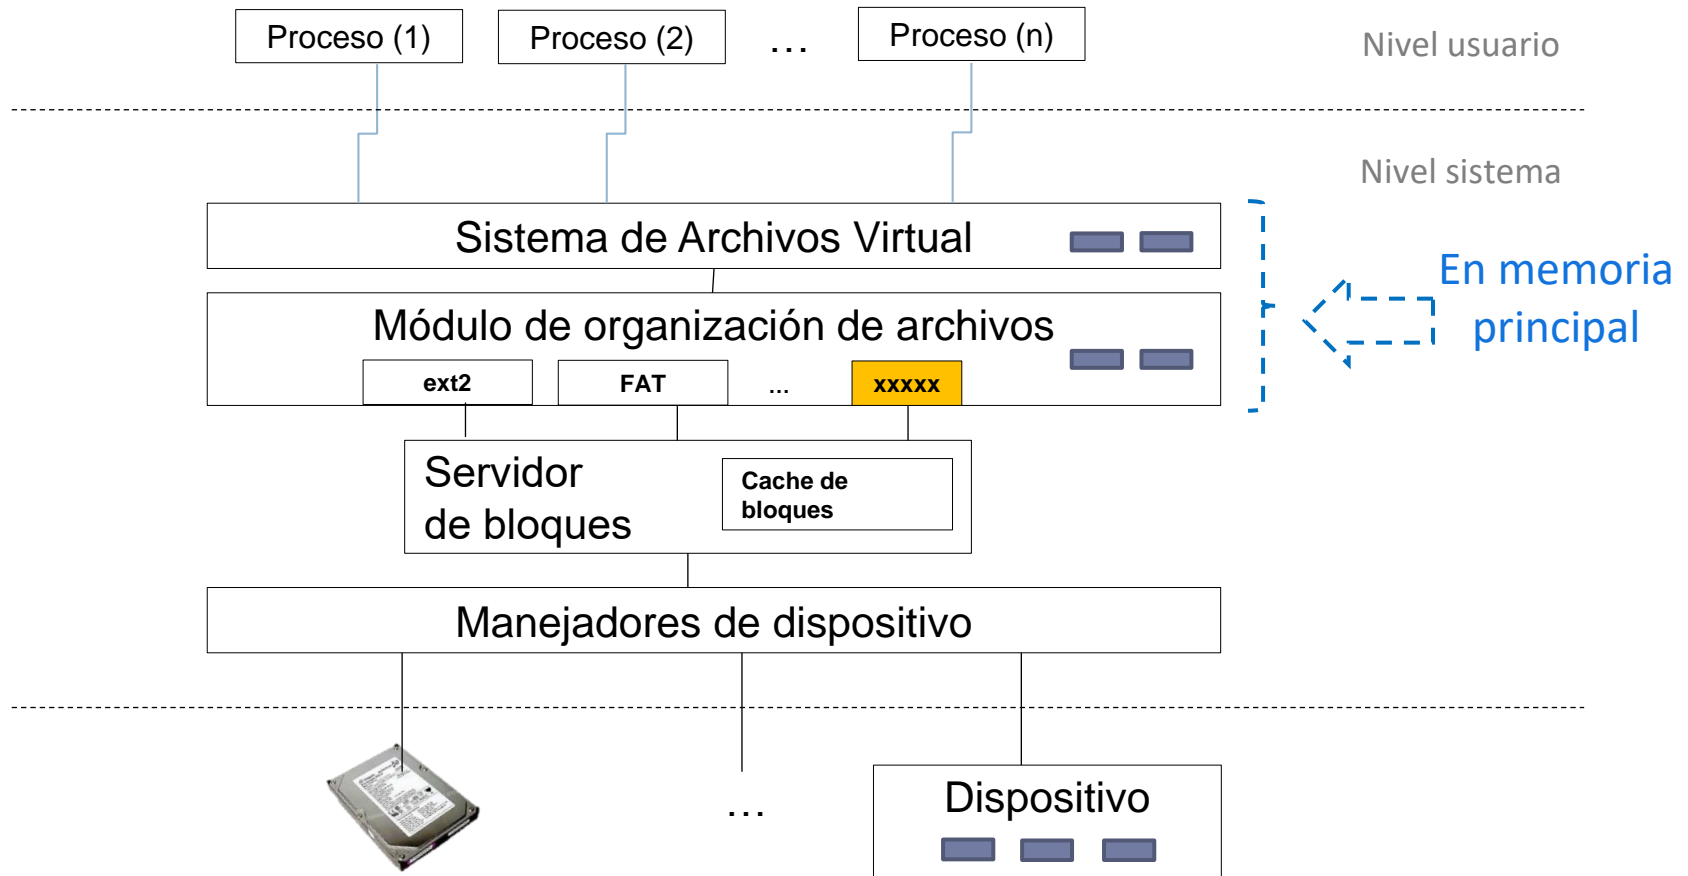 Proceso (1)
Proceso (2)
...
Proceso (n)
Nivel usuario
Nivel sistema
Sistema de Archivos Virtual
En memoria
principal
Módulo de organización de archivos
ext2
FAT
...
xxxxx
Servidor
de bloques
Cache de
bloques
Manejadores de dispositivo
...
Dispositivo